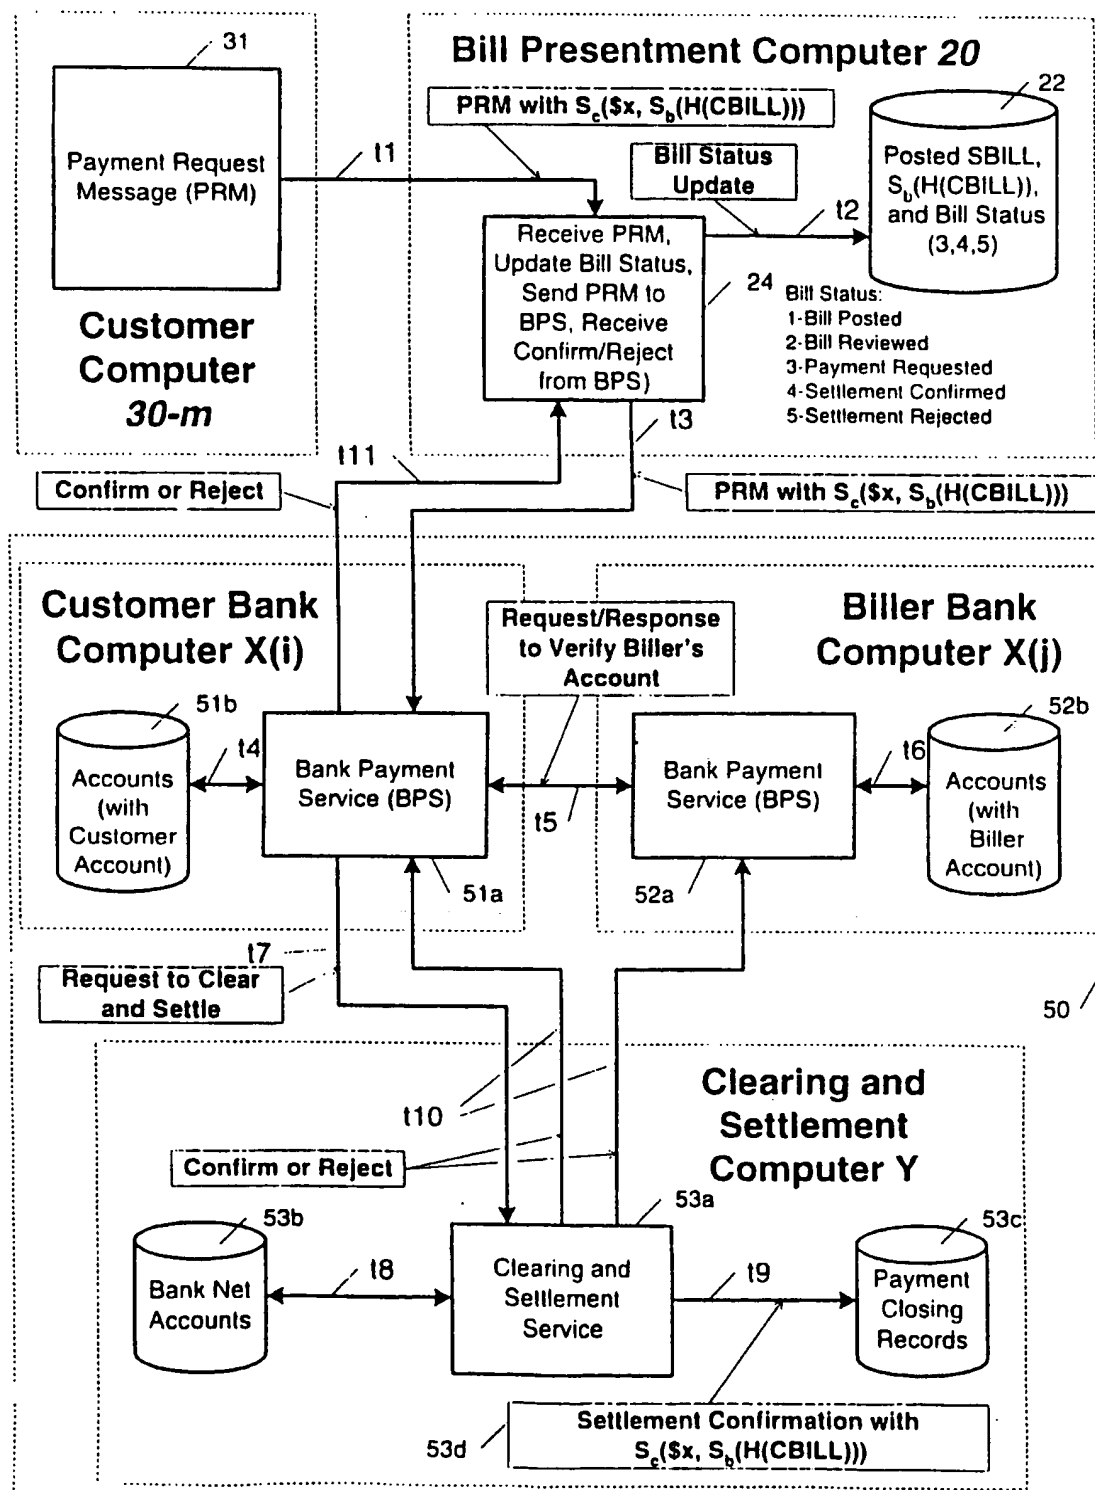 31
Payment Request
Message (PRM)
Customer
Computer
30-m
t1
Bill Presentment Computer 20
PRM with Sc($x, Sb(H(CBILL)))
Bill Status
Update
t2
22
Posted SBILL,
Sb(H(CBILL)),
and Bill Status
(3,4,5)
Receive PRM,
Update Bill Status,
Send PRM to
BPS, Receive
Confirm/Reject
from BPS)
24
Bill Status:
1-Bill Posted
2-Bill Reviewed
3-Payment Requested
4-Settlement Confirmed
5-Settlement Rejected
t3
t11
Confirm or Reject
PRM with Sc($x, Sb(H(CBILL)))
Customer Bank
Computer X(i)
Request/Response
to Verify Biller's
Account
Biller Bank
Computer X(j)
51b
Accounts
(with
Customer
Account)
t4
Bank Payment
Service (BPS)
51a
t5
Bank Payment
Service (BPS)
52a
t6
52b
Accounts
(with
Biller
Account)
t7
Request to Clear
and Settle
50
Clearing and
Settlement
Computer Y
t10
Confirm or Reject
53b
Bank Net
Accounts
t8
53a
Clearing and
Settlement
Service
t9
53c
Payment
Closing
Records
53d
Settlement Confirmation with
Sc($x, Sb(H(CBILL)))